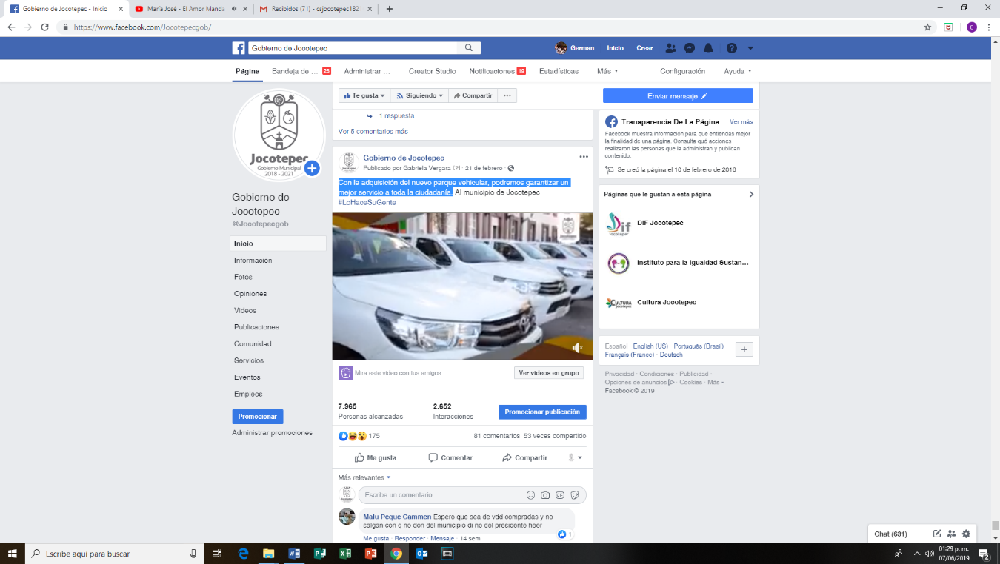 Gobierno de Jocotepec - Inicio
María José - El Amor Manda
Recibidos (71) - csjocotepec1821
https://www.facebook.com/Jocotepecgob/
C
Gobierno de Jocotepec
German
Inicio
Crear
Página
Bandeja de ... 28
Administrar ...
Creator Studio
Notificaciones 19
Estadísticas
Más
Configuración
Ayuda
Jocotepec
Gobierno Municipal
2018 - 2021
Gobierno de
Jocotepec
@Jocotepecgob
Inicio
Información
Fotos
Opiniones
Videos
Publicaciones
Comunidad
Servicios
Eventos
Empleos
Promocionar
Administrar promociones
Te gusta
Siguiendo
Compartir
1 respuesta
Ver 5 comentarios más
Gobierno de Jocotepec
Publicado por Gabriela Vergara [?] · 21 de febrero ·
Con la adquisición del nuevo parque vehicular, podremos garantizar un
mejor servicio a toda la ciudadanía. Al municipio de Jocotepec
#LoHaceSuGente
Mira este video con tus amigos
Ver videos en grupo
7.965
Personas alcanzadas
2.652
Interacciones
Promocionar publicación
175
81 comentarios 53 veces compartido
Me gusta
Comentar
Compartir
Más relevantes
Escribe un comentario...
GIF
Malu Peque Cammen Espero que sea de vdd compradas y no
salgan con q no don del municipio di no del presidente heer
1
Me gusta · Responder · Mensaje · 14 sem
Enviar mensaje
Transparencia De La Página
Ver más
Facebook muestra información para que entiendas mejor
la finalidad de una página. Consulta qué acciones
realizaron las personas que la administran y publican
contenido.
Se creó la página el 10 de febrero de 2016
Páginas que le gustan a esta página
Dif
Jocotepec
DIF Jocotepec
Instituto para la Igualdad Sustan...
CULTURA
Jocotepec
Cultura Jocotepec
Español · English (US) · Português (Brasil) ·
Français (France) · Deutsch
Privacidad · Condiciones · Publicidad ·
Opciones de anuncios · Cookies · Más
Facebook © 2019
Chat (631)
Escribe aquí para buscar
01:29 p. m.
07/06/2019
2